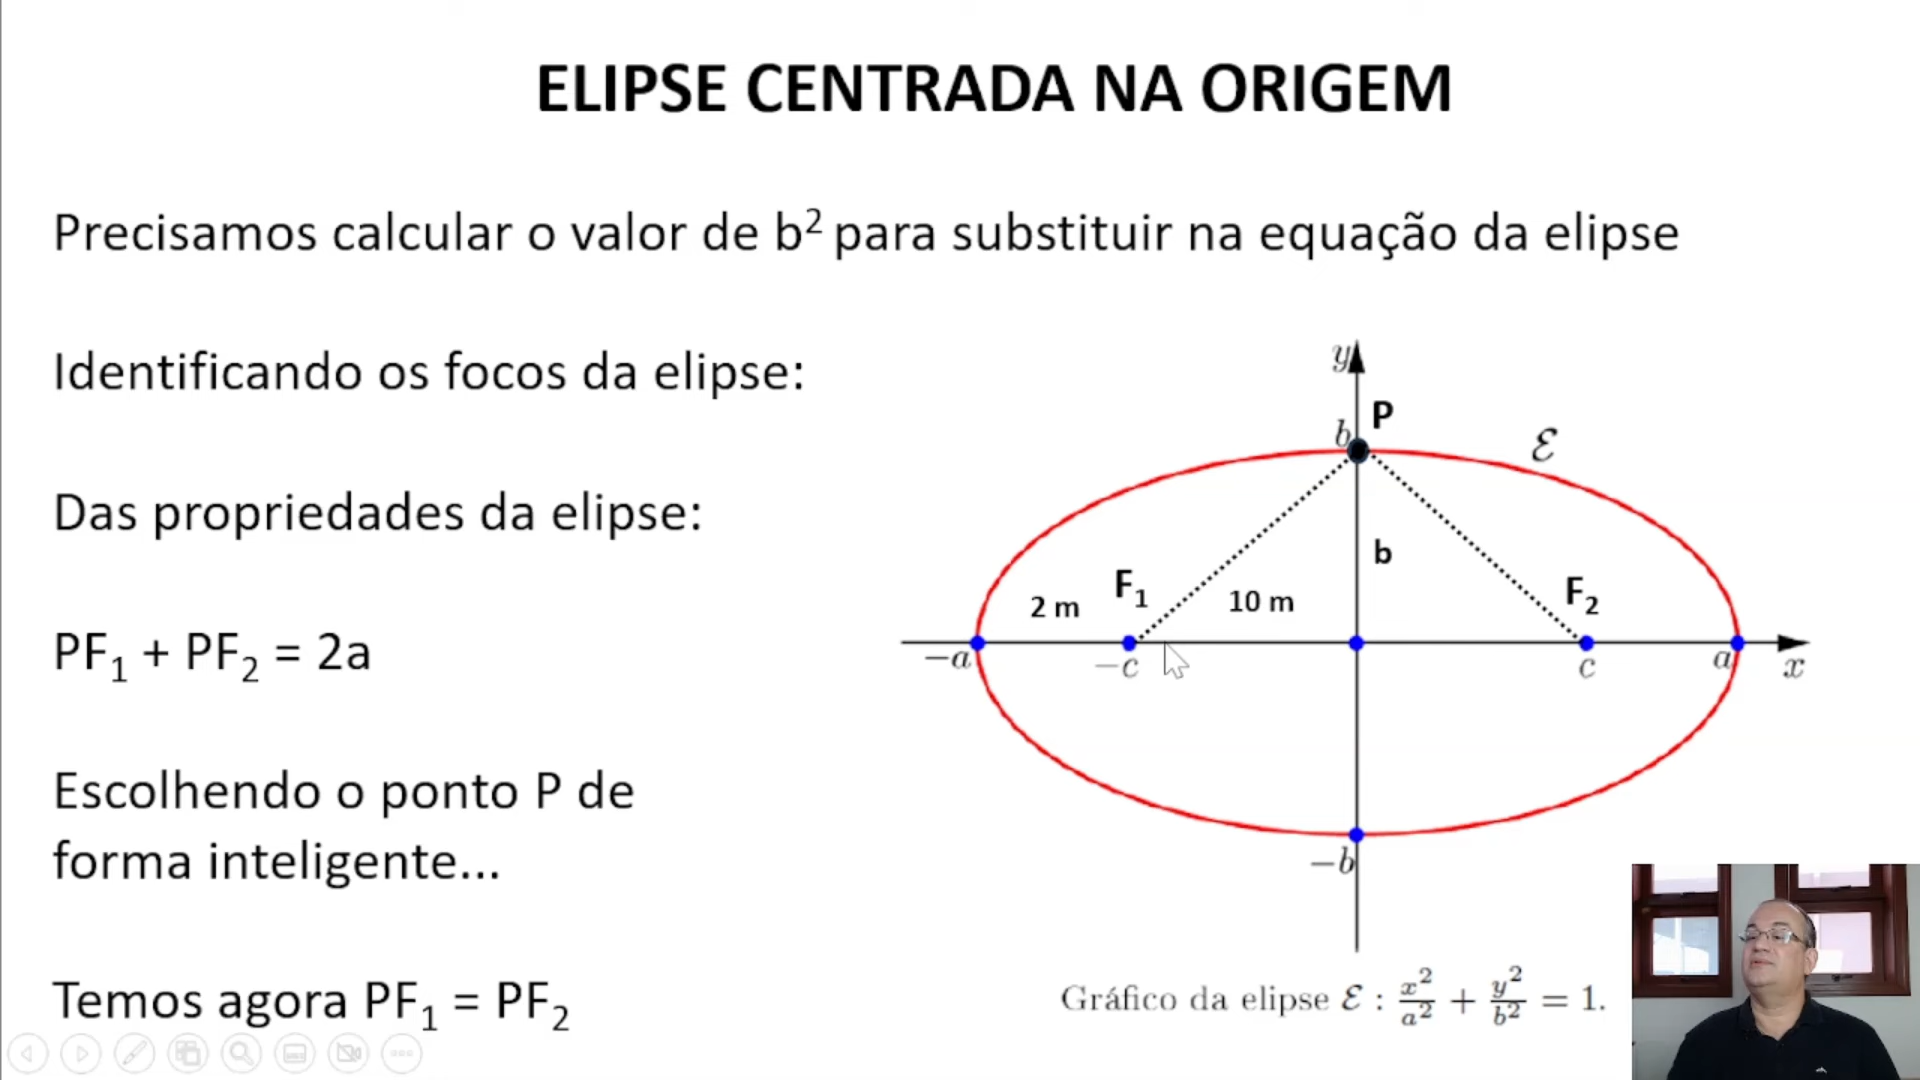 ELIPSE CENTRADA NA ORIGEM
Precisamos calcular o valor de b² para substituir na equação da elipse
Identificando os focos da elipse:
Das propriedades da elipse:
PF₁ + PF₂ = 2a
Escolhendo o ponto P de
forma inteligente...
Temos agora PF₁ = PF₂
y
P
b
ℰ
b
F₁
F₂
2 m
10 m
−a
−c
c
a
x
−b
Gráfico da elipse ℰ : x²/a² + y²/b² = 1.